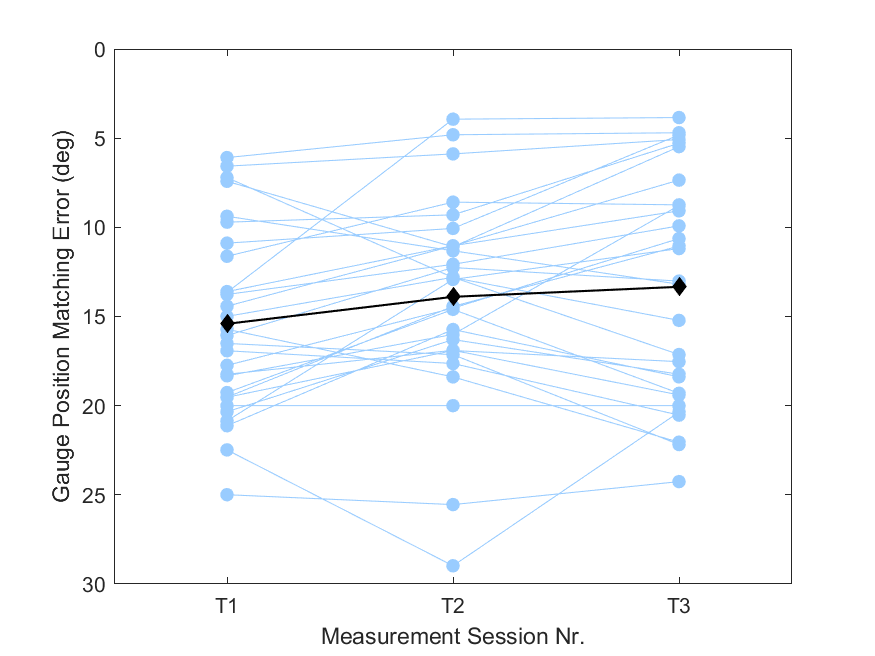 0
5
10
15
20
25
30
Gauge Position Matching Error (deg)
T1 T2 T3
Measurement Session Nr.